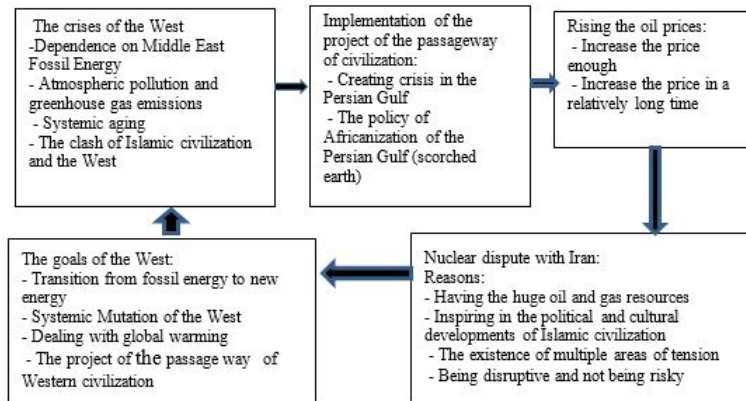 The crises of the West
-Dependence on Middle East
Fossil Energy
- Atmospheric pollution and
greenhouse gas emissions
- Systemic aging
- The clash of Islamic civilization
and the West
Implementation of the
project of the passageway
of civilization:
- Creating crisis in the
Persian Gulf
- The policy of
Africanization of the
Persian Gulf (scorched
earth)
Rising the oil prices:
- Increase the price
enough
- Increase the price in a
relatively long time
Nuclear dispute with Iran:
Reasons:
- Having the huge oil and gas resources
- Inspiring in the political and cultural
developments of Islamic civilization
- The existence of multiple areas of tension
- Being disruptive and not being risky
The goals of the West:
- Transition from fossil energy to new
energy
- Systemic Mutation of the West
- Dealing with global warming
- The project of the passage way of
Western civilization